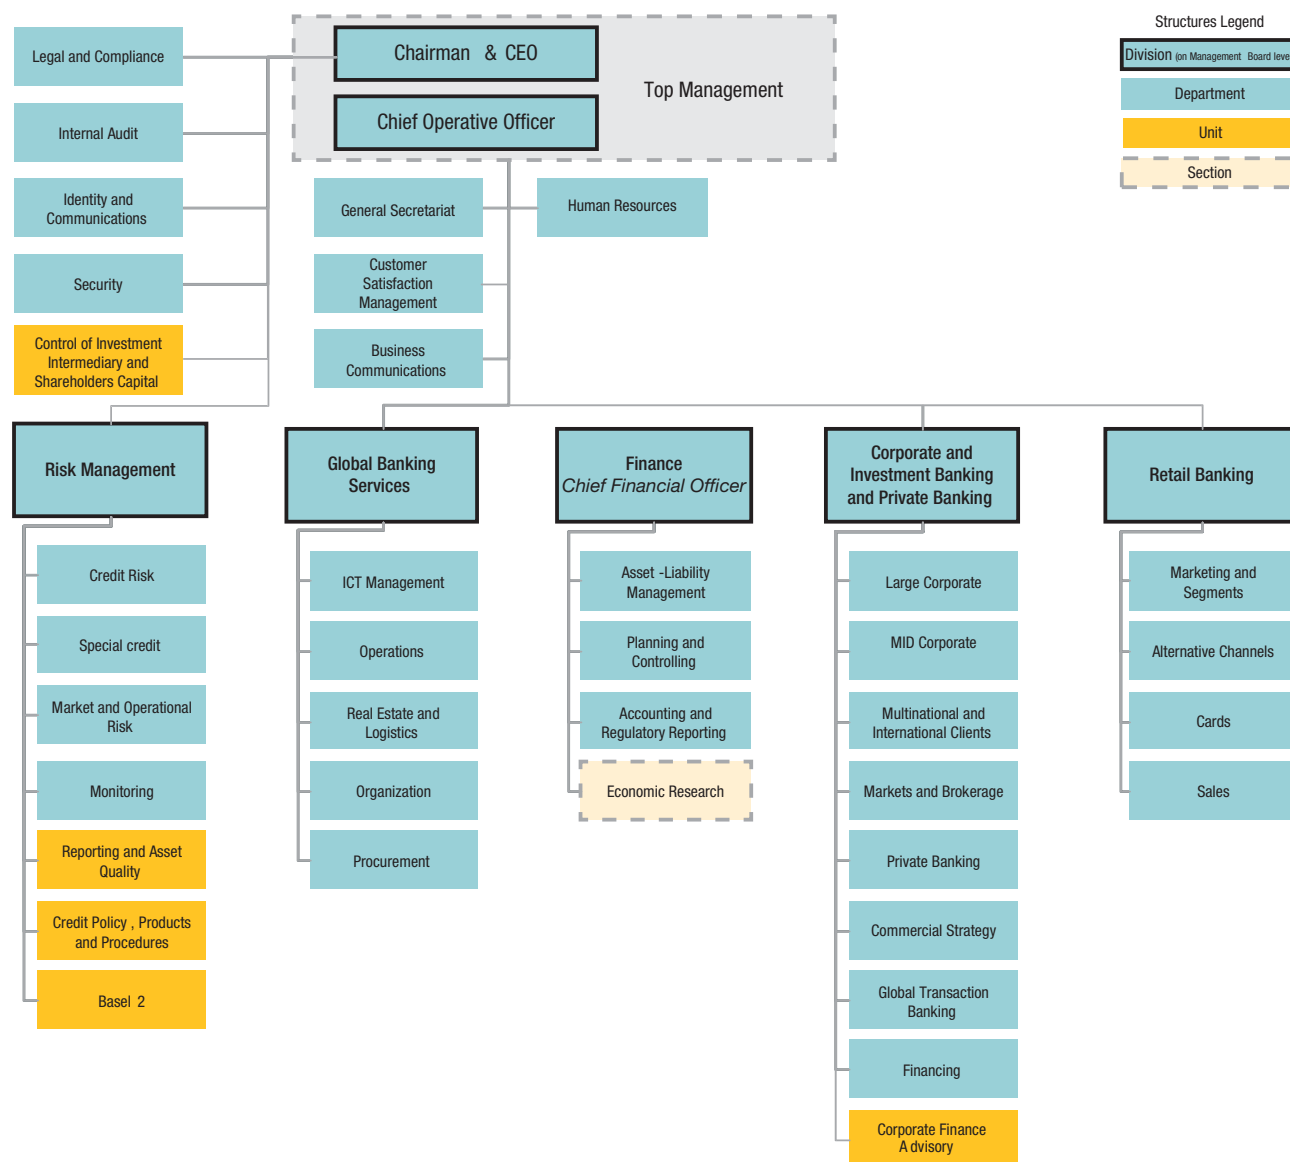 Structures Legend
Division (on Management Board leve
Department
Unit
Section
Chairman & CEO
Chief Operative Officer
Top Management
Legal and Compliance
Internal Audit
Identity and
Communications
Security
Control of Investment
Intermediary and
Shareholders Capital
General Secretariat
Human Resources
Customer
Satisfaction
Management
Business
Communications
Risk Management
Credit Risk
Special credit
Market and Operational
Risk
Monitoring
Reporting and Asset
Quality
Credit Policy , Products
and Procedures
Basel 2
Global Banking
Services
ICT Management
Operations
Real Estate and
Logistics
Organization
Procurement
Finance
Chief Financial Officer
Asset -Liability
Management
Planning and
Controlling
Accounting and
Regulatory Reporting
Economic Research
Corporate and
Investment Banking
and Private Banking
Large Corporate
MID Corporate
Multinational and
International Clients
Markets and Brokerage
Private Banking
Commercial Strategy
Global Transaction
Banking
Financing
Corporate Finance
A dvisory
Retail Banking
Marketing and
Segments
Alternative Channels
Cards
Sales